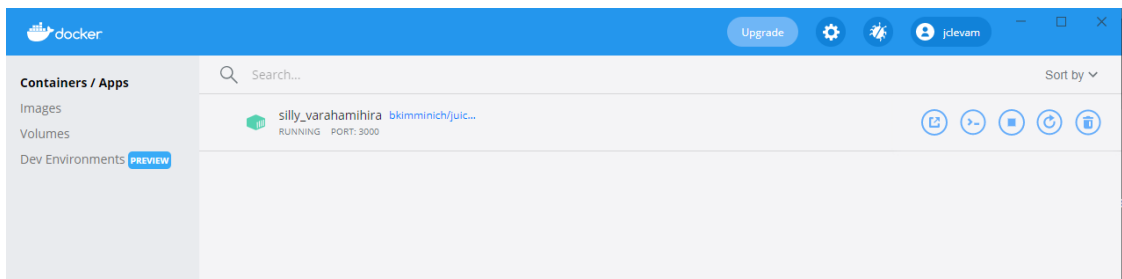 docker
Upgrade
jclevam
Containers / Apps
Images
Volumes
Dev Environments PREVIEW
Search...
Sort by
silly_varahamihira bkimminich/juic...
RUNNING PORT: 3000